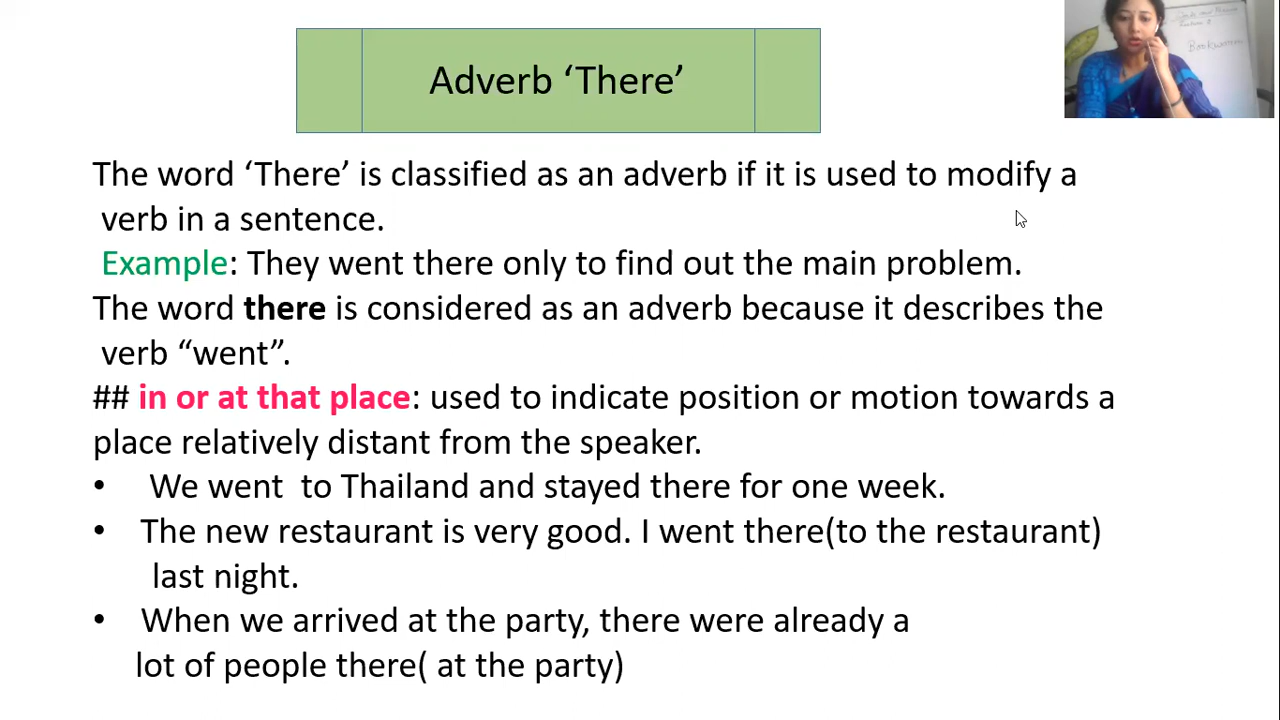 Adverb ‘There’
The word ‘There’ is classified as an adverb if it is used to modify a
verb in a sentence.
Example: They went there only to find out the main problem.
The word there is considered as an adverb because it describes the
verb “went”.
## in or at that place: used to indicate position or motion towards a
place relatively distant from the speaker.
• We went to Thailand and stayed there for one week.
• The new restaurant is very good. I went there(to the restaurant)
last night.
• When we arrived at the party, there were already a
lot of people there( at the party)